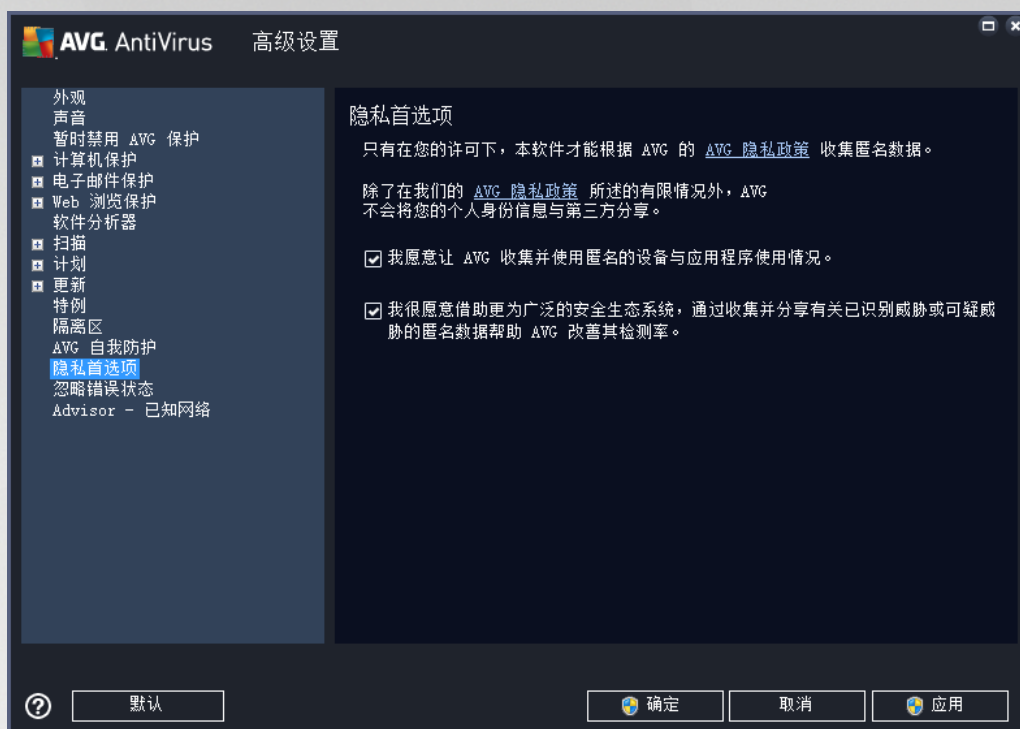 AVG. AntiVirus 高级设置
外观
声音
暂时禁用 AVG 保护
计算机保护
电子邮件保护
Web 浏览保护
软件分析器
扫描
计划
更新
特例
隔离区
AVG 自我防护
隐私首选项
忽略错误状态
Advisor - 已知网络
隐私首选项
只有在您的许可下，本软件才能根据 AVG 的 AVG 隐私政策 收集匿名数据。
除了在我们的 AVG 隐私政策 所述的有限情况外，AVG
不会将您的个人身份信息与第三方分享。
我愿意让 AVG 收集并使用匿名的设备与应用程序使用情况。
我很愿意借助更为广泛的安全生态系统，通过收集并分享有关已识别威胁或可疑威
胁的匿名数据帮助 AVG 改善其检测率。
? 默认 确定 取消 应用